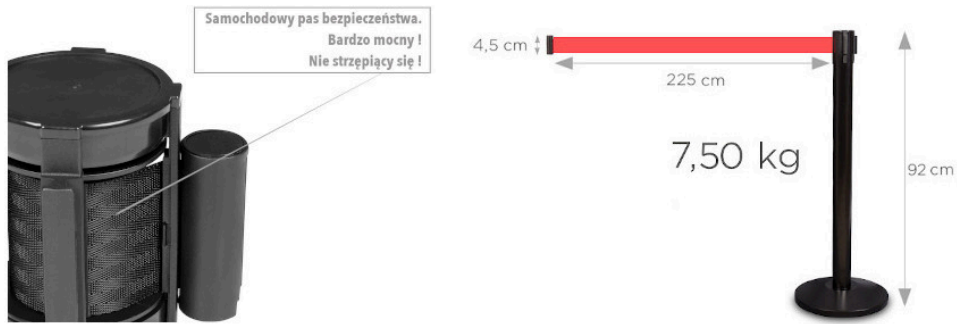 Samochodowy pas bezpieczeństwa.
Bardzo mocny !
Nie strzępiący się !
4,5 cm
225 cm
7,50 kg
92 cm